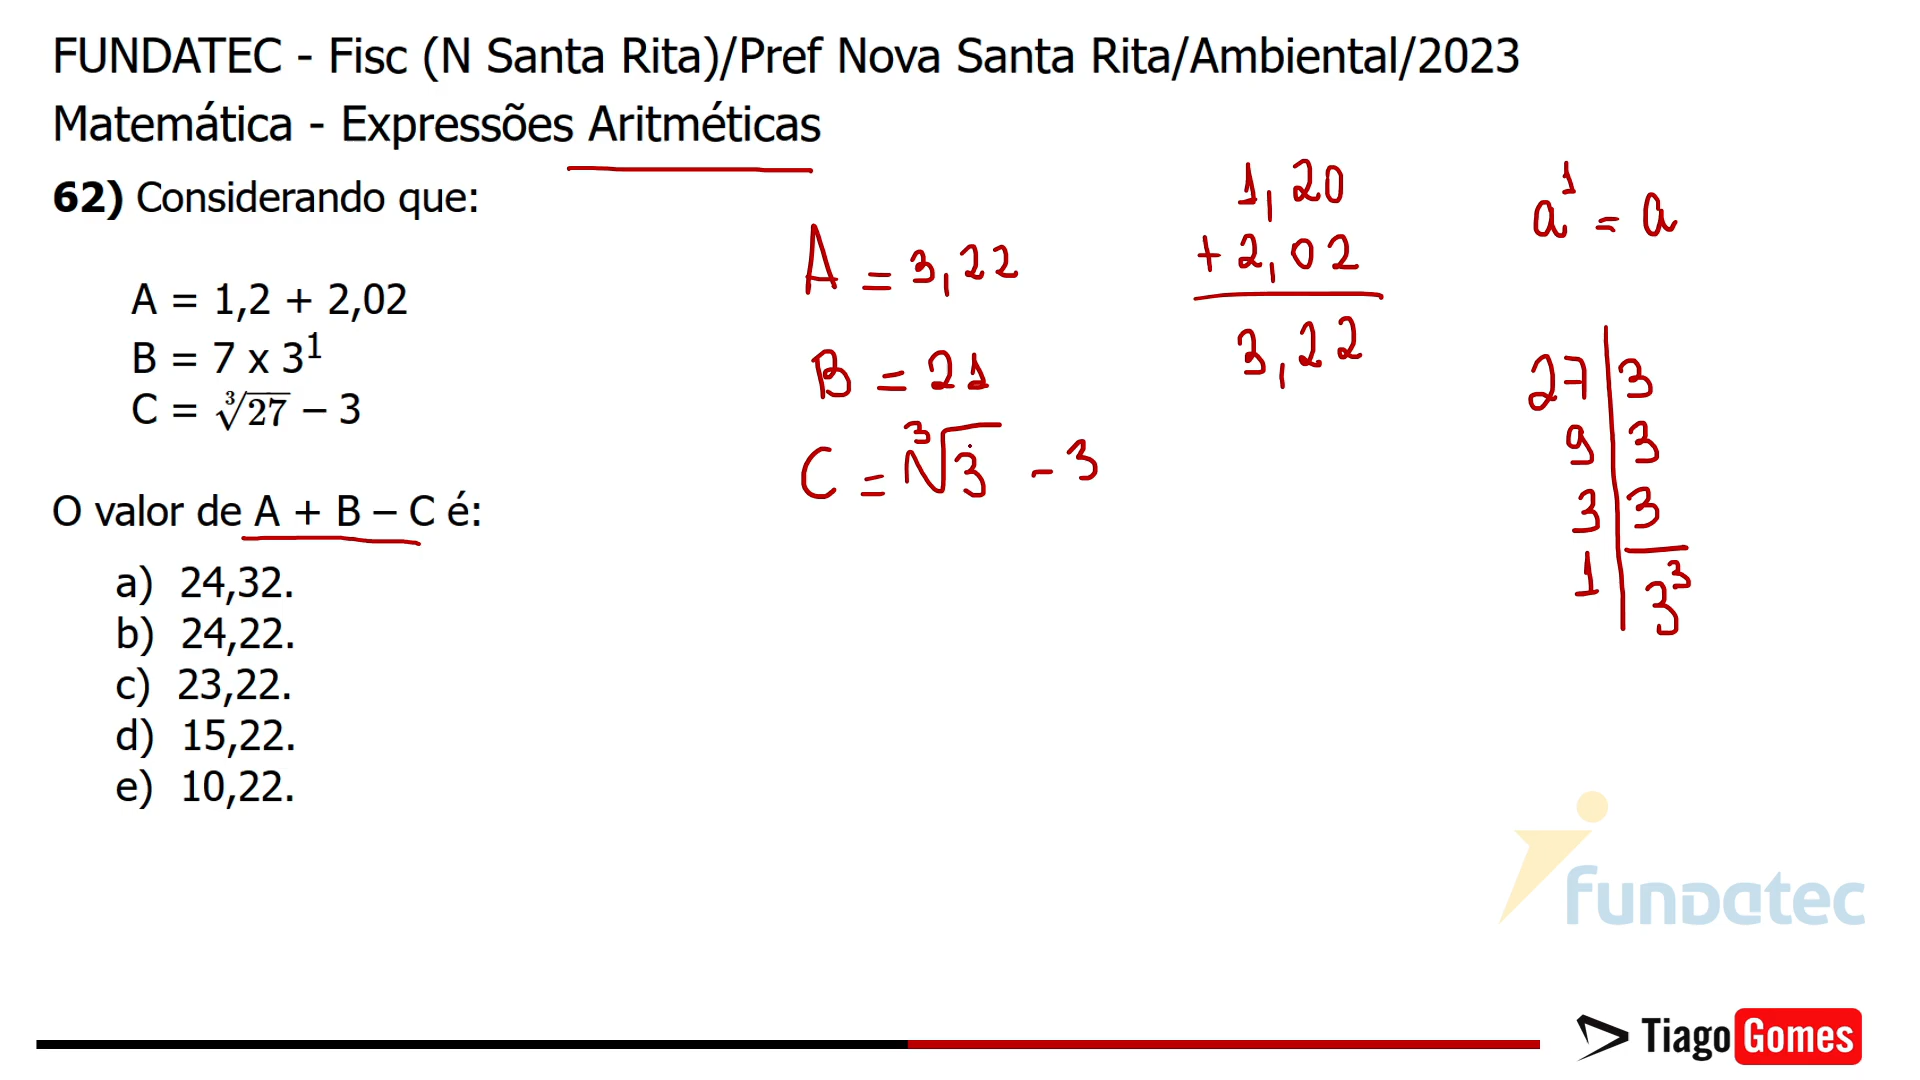 FUNDATEC - Fisc (N Santa Rita)/Pref Nova Santa Rita/Ambiental/2023
Matemática - Expressões Aritméticas
62) Considerando que:
A = 1,2 + 2,02
B = 7 x 3¹
C = ∛27 − 3
O valor de A + B − C é:
a) 24,32.
b) 24,22.
c) 23,22.
d) 15,22.
e) 10,22.
A = 3,22
B = 21
C = ∛3 - 3
1,20
+ 2,02
3,22
a¹ = a
27 | 3
9 | 3
3 | 3
1 | 3³
fundatec
Tiago Gomes